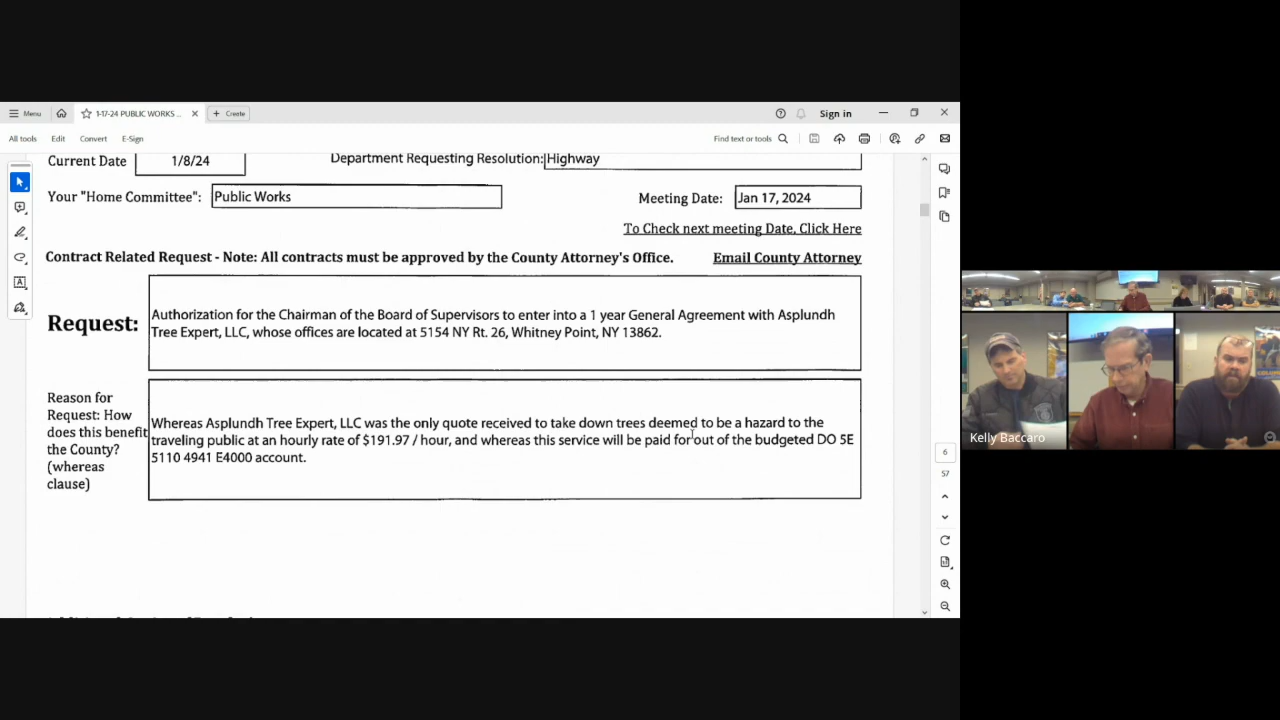 Menu
1-17-24 PUBLIC WORKS ...
Create
Sign in
All tools
Edit
Convert
E-Sign
Find text or tools
Current Date
1/8/24
Department Requesting Resolution: Highway
Your "Home Committee":
Public Works
Meeting Date:
Jan 17, 2024
To Check next meeting Date, Click Here
Contract Related Request - Note: All contracts must be approved by the County Attorney's Office.
Email County Attorney
Request:
Authorization for the Chairman of the Board of Supervisors to enter into a 1 year General Agreement with Asplundh
Tree Expert, LLC, whose offices are located at 5154 NY Rt. 26, Whitney Point, NY 13862.
Reason for
Request: How
does this benefit
the County?
(whereas
clause)
Whereas Asplundh Tree Expert, LLC was the only quote received to take down trees deemed to be a hazard to the
traveling public at an hourly rate of $191.97 / hour, and whereas this service will be paid for out of the budgeted DO 5E
5110 4941 E4000 account.
6
57
Kelly Baccaro